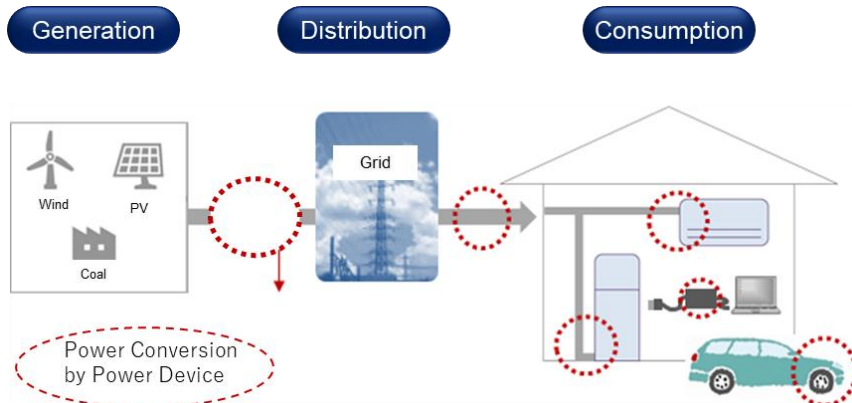 Generation
Distribution
Consumption
Grid
Wind
PV
Coal
Power Conversion
by Power Device